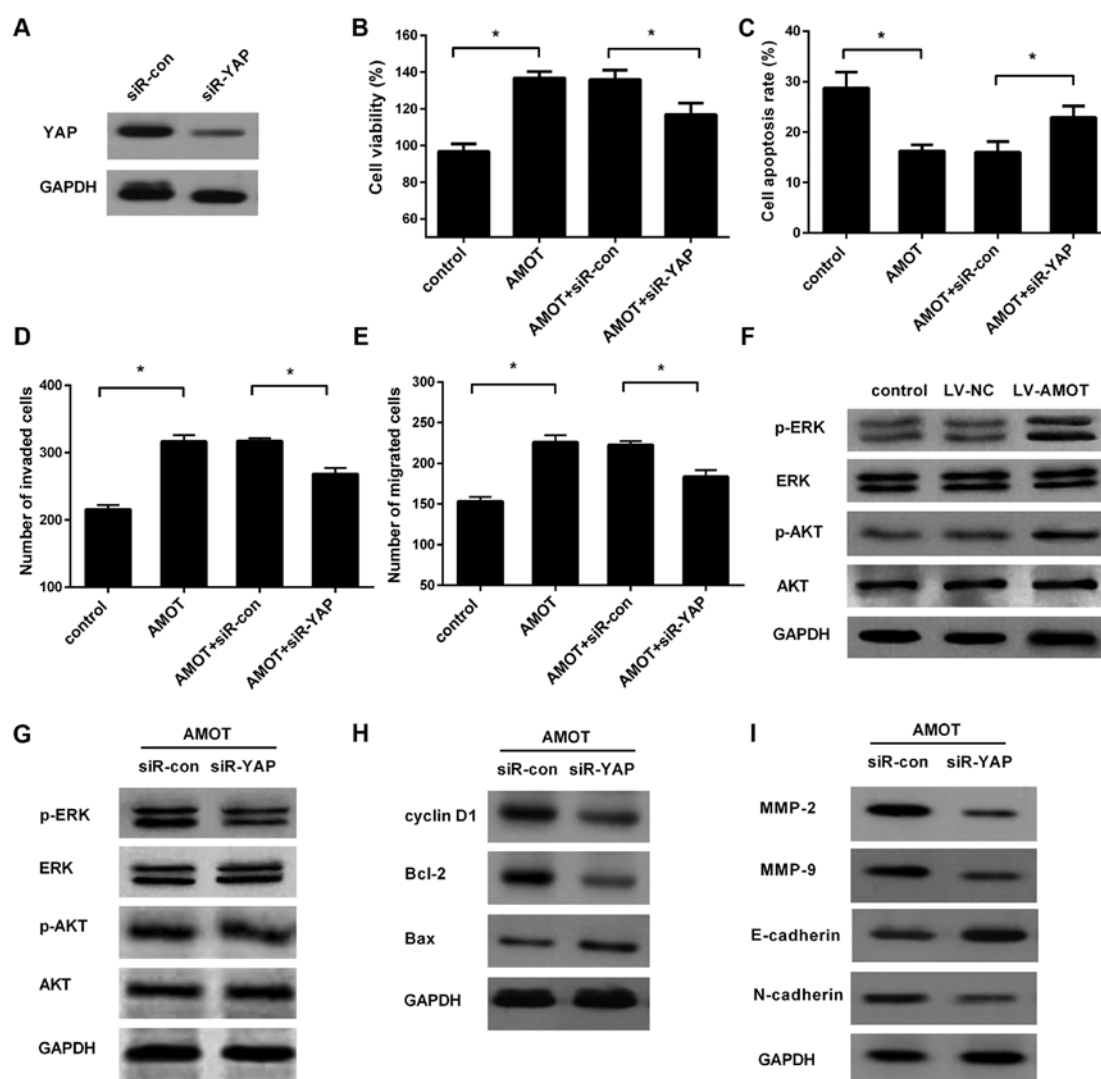 A
siR-con
siR-YAP
YAP
GAPDH
B
Cell viability (%)
160
140
120
100
80
60
*
*
control
AMOT
AMOT+siR-con
AMOT+siR-YAP
C
Cell apoptosis rate (%)
40
30
20
10
0
*
*
control
AMOT
AMOT+siR-con
AMOT+siR-YAP
D
Number of invaded cells
400
300
200
100
*
*
control
AMOT
AMOT+siR-con
AMOT+siR-YAP
E
Number of migrated cells
300
250
200
150
100
50
*
*
control
AMOT
AMOT+siR-con
AMOT+siR-YAP
F
control LV-NC LV-AMOT
p-ERK
ERK
p-AKT
AKT
GAPDH
G
AMOT
siR-con siR-YAP
p-ERK
ERK
p-AKT
AKT
GAPDH
H
AMOT
siR-con siR-YAP
cyclin D1
Bcl-2
Bax
GAPDH
I
AMOT
siR-con siR-YAP
MMP-2
MMP-9
E-cadherin
N-cadherin
GAPDH